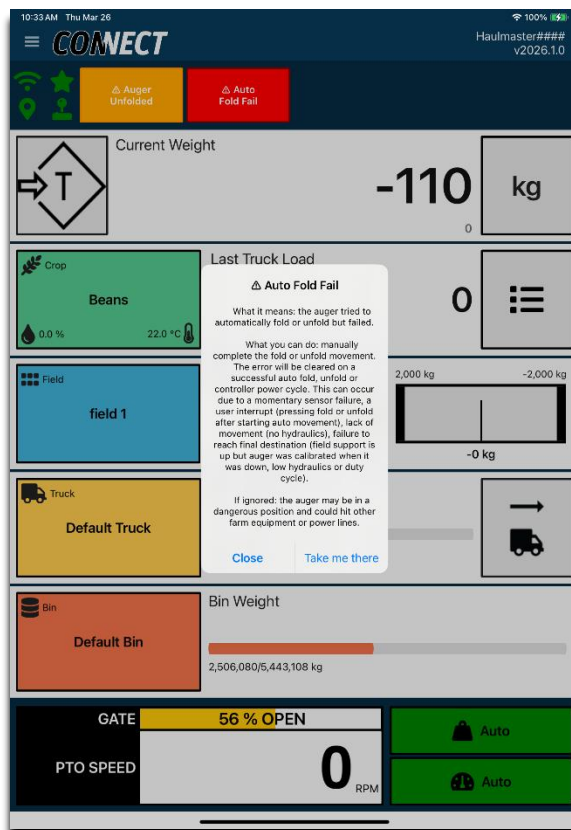 10:33 AM Thu Mar 26
100%
CONNECT
Haulmaster####
v2026.1.0
⚠ Auger
Unfolded
⚠ Auto
Fold Fail
Current Weight
T
-110
0
kg
Crop
Beans
0.0 %
22.0 °C
Last Truck Load
0
Field
field 1
2,000 kg
-2,000 kg
-0 kg
⚠ Auto Fold Fail
What it means: the auger tried to
automatically fold or unfold but failed.
What you can do: manually
complete the fold or unfold movement.
The error will be cleared on a
successful auto fold, unfold or
controller power cycle. This can occur
due to a momentary sensor failure, a
user interrupt (pressing fold or unfold
after starting auto movement), lack of
movement (no hydraulics), failure to
reach final destination (field support is
up but auger was calibrated when it
was down, low hydraulics or duty
cycle).
If ignored: the auger may be in a
dangerous position and could hit other
farm equipment or power lines.
Close
Take me there
Truck
Default Truck
Bin
Default Bin
Bin Weight
2,506,080/5,443,108 kg
GATE
56 % OPEN
PTO SPEED
0
RPM
Auto
Auto